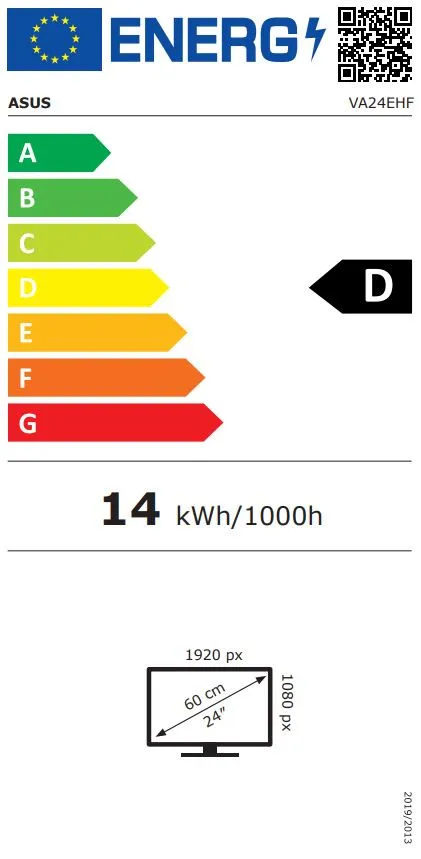 ENERG
ASUS
VA24EHF
A
B
C
D
D
E
F
G
14 kWh/1000h
1920 px
1080 px
60 cm
24″
2019/2013